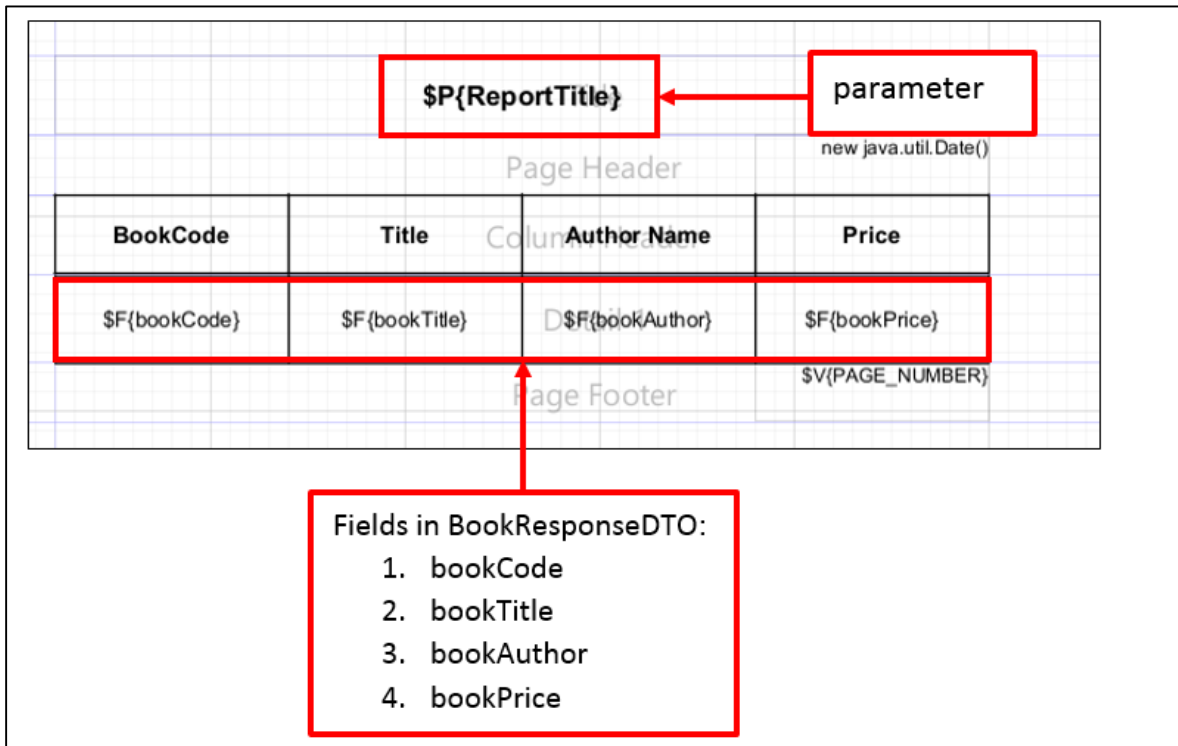 $P{ReportTitle}
parameter
new java.util.Date()
Page Header
BookCode Title Author Name Price
Column Header
$F{bookCode} $F{bookTitle} $F{bookAuthor} $F{bookPrice}
$V{PAGE_NUMBER}
Page Footer
Fields in BookResponseDTO:
1. bookCode
2. bookTitle
3. bookAuthor
4. bookPrice